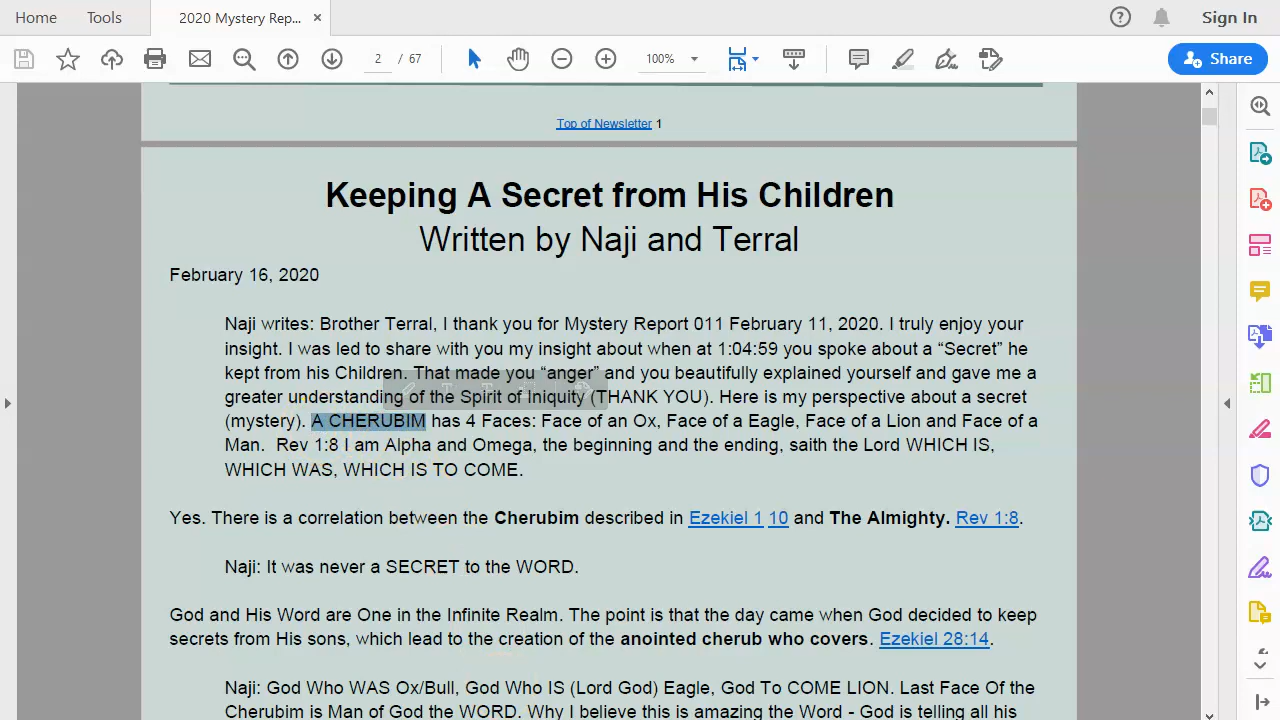 Home Tools 2020 Mystery Rep... × Sign In
2 / 67 100% Share
Top of Newsletter 1
Keeping A Secret from His Children
Written by Naji and Terral
February 16, 2020
Naji writes: Brother Terral, I thank you for Mystery Report 011 February 11, 2020. I truly enjoy your
insight. I was led to share with you my insight about when at 1:04:59 you spoke about a “Secret” he
kept from his Children. That made you “anger” and you beautifully explained yourself and gave me a
greater understanding of the Spirit of Iniquity (THANK YOU). Here is my perspective about a secret
(mystery). A CHERUBIM has 4 Faces: Face of an Ox, Face of a Eagle, Face of a Lion and Face of a
Man. Rev 1:8 I am Alpha and Omega, the beginning and the ending, saith the Lord WHICH IS,
WHICH WAS, WHICH IS TO COME.
Yes. There is a correlation between the Cherubim described in Ezekiel 1 10 and The Almighty. Rev 1:8.
Naji: It was never a SECRET to the WORD.
God and His Word are One in the Infinite Realm. The point is that the day came when God decided to keep
secrets from His sons, which lead to the creation of the anointed cherub who covers. Ezekiel 28:14.
Naji: God Who WAS Ox/Bull, God Who IS (Lord God) Eagle, God To COME LION. Last Face Of the
Cherubim is Man of God the WORD. Why I believe this is amazing the Word - God is telling all his